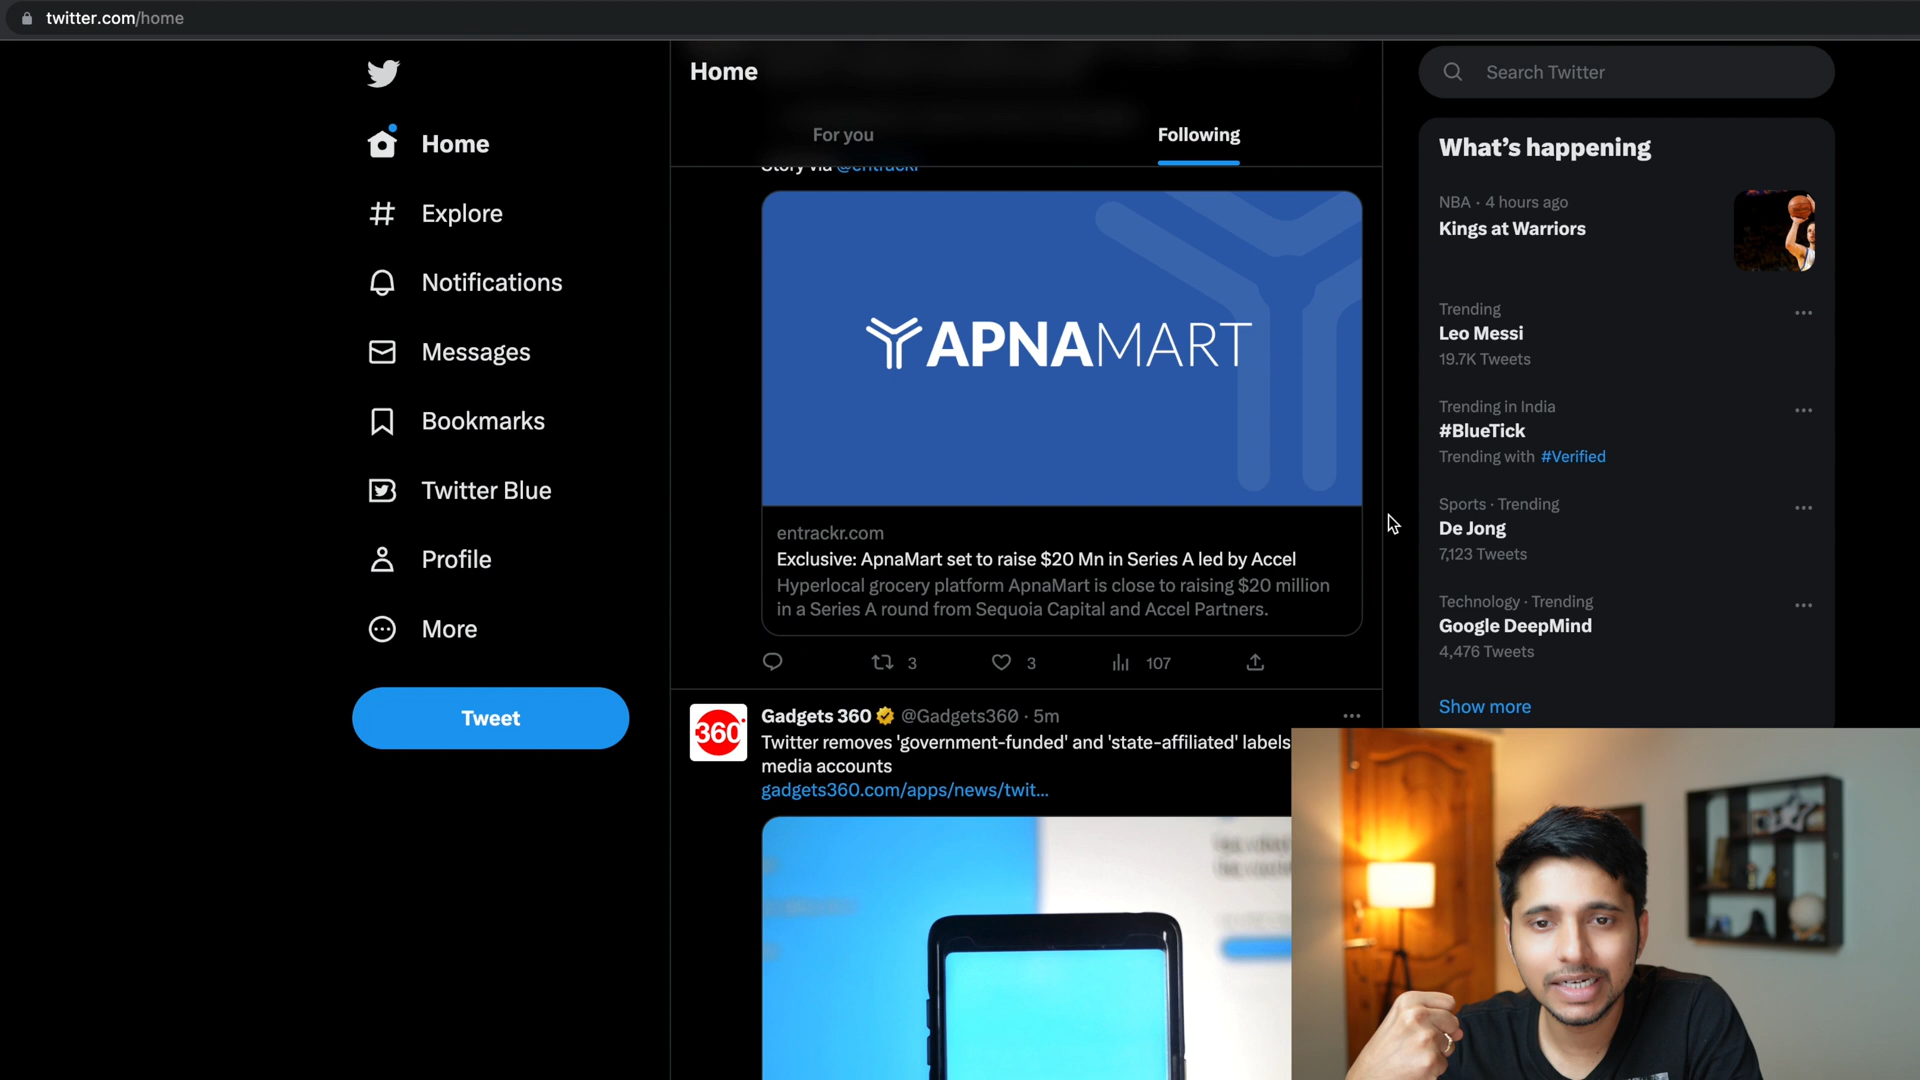 twitter.com/home
Home
Explore
Notifications
Messages
Bookmarks
Twitter Blue
Profile
More
Tweet
Home
For you
Following
Story via @entrackr
APNAMART
entrackr.com
Exclusive: ApnaMart set to raise $20 Mn in Series A led by Accel
Hyperlocal grocery platform ApnaMart is close to raising $20 million
in a Series A round from Sequoia Capital and Accel Partners.
3
3
107
360
Gadgets 360 @Gadgets360 · 5m
Twitter removes 'government-funded' and 'state-affiliated' labels
media accounts
gadgets360.com/apps/news/twit...
Search Twitter
What's happening
NBA · 4 hours ago
Kings at Warriors
Trending
Leo Messi
19.7K Tweets
Trending in India
#BlueTick
Trending with #Verified
Sports · Trending
De Jong
7,123 Tweets
Technology · Trending
Google DeepMind
4,476 Tweets
Show more